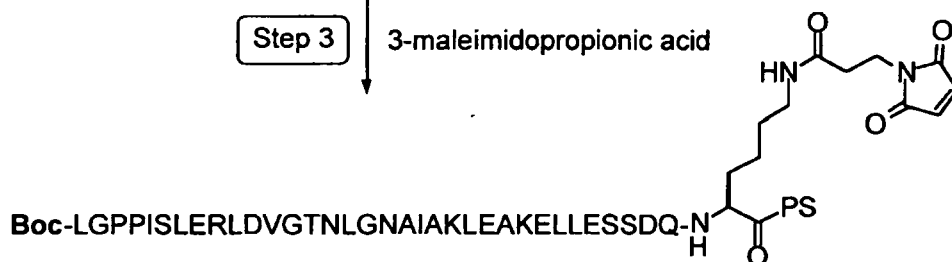 Step 3
3-maleimidopropionic acid
O
HN
N
O
O
Boc-LGPPISLERLDVGTNLGNAIAKLEAKELLESSDQ-N
H
PS
O